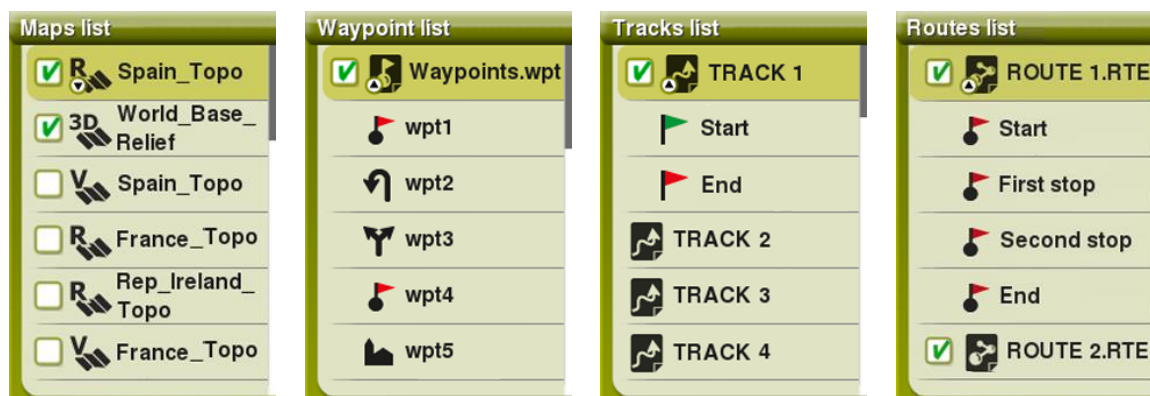 Maps list
R Spain_Topo
3D World_Base_
Relief
V Spain_Topo
R France_Topo
R Rep_Ireland_
Topo
V France_Topo
Waypoint list
Waypoints.wpt
wpt1
wpt2
wpt3
wpt4
wpt5
Tracks list
TRACK 1
Start
End
TRACK 2
TRACK 3
TRACK 4
Routes list
ROUTE 1.RTE
Start
First stop
Second stop
End
ROUTE 2.RTE